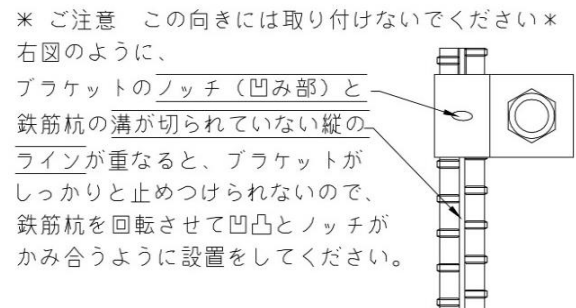 ＊ ご注意　この向きには取り付けないでください＊
右図のように、
ブラケットのノッチ（凹み部）と
鉄筋杭の溝が切られていない縦の
ラインが重なると、ブラケットが
しっかりと止めつけられないので、
鉄筋杭を回転させて凹凸とノッチが
かみ合うように設置をしてください。